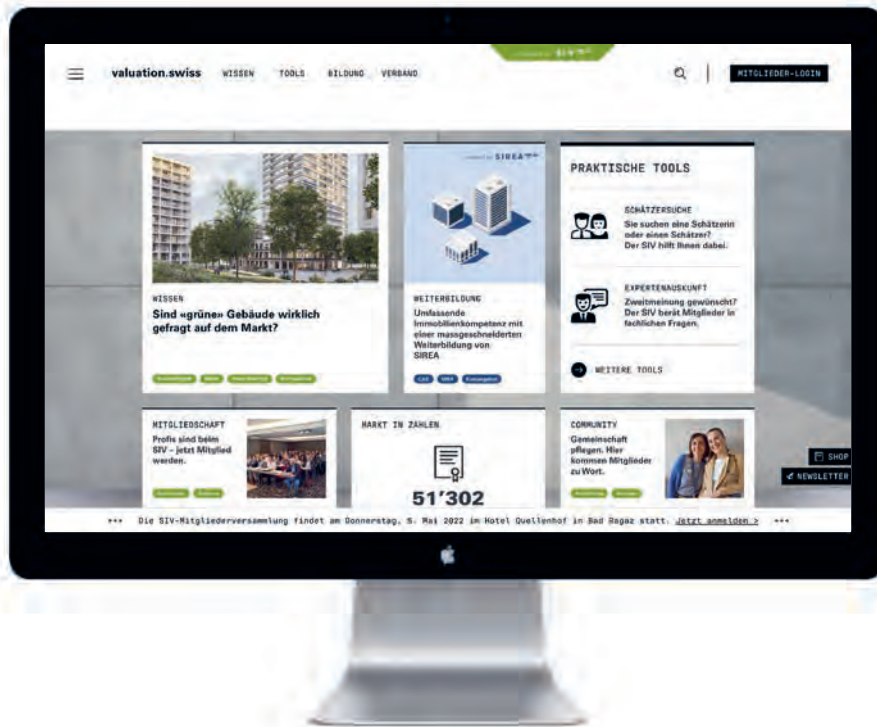 valuation.swiss WISSEN TOOLS BILDUNG VERBAND
MITGLIEDER-LOGIN
WISSEN
Sind «grüne» Gebäude wirklich
gefragt auf dem Markt?
SIREA
WEITERBILDUNG
Umfassende
Immobilienkompetenz mit
einer massgeschneiderten
Weiterbildung von
SIREA
PRAKTISCHE TOOLS
SCHÄTZERSUCHE
Sie suchen eine Schätzerin
oder einen Schätzer?
Der SIV hilft Ihnen dabei.
EXPERTENAUSKUNFT
Zweitmeinung gewünscht?
Der SIV berät Mitglieder in
fachlichen Fragen.
WEITERE TOOLS
MITGLIEDSCHAFT
Profis sind beim
SIV – jetzt Mitglied
werden.
MARKT IN ZAHLEN
51’302
COMMUNITY
Gemeinschaft
pflegen. Hier
kommen Mitglieder
zu Wort.
SHOP
NEWSLETTER
+++ Die SIV-Mitgliederversammlung findet am Donnerstag, 5. Mai 2022 im Hotel Quellenhof in Bad Ragaz statt. Jetzt anmelden > +++